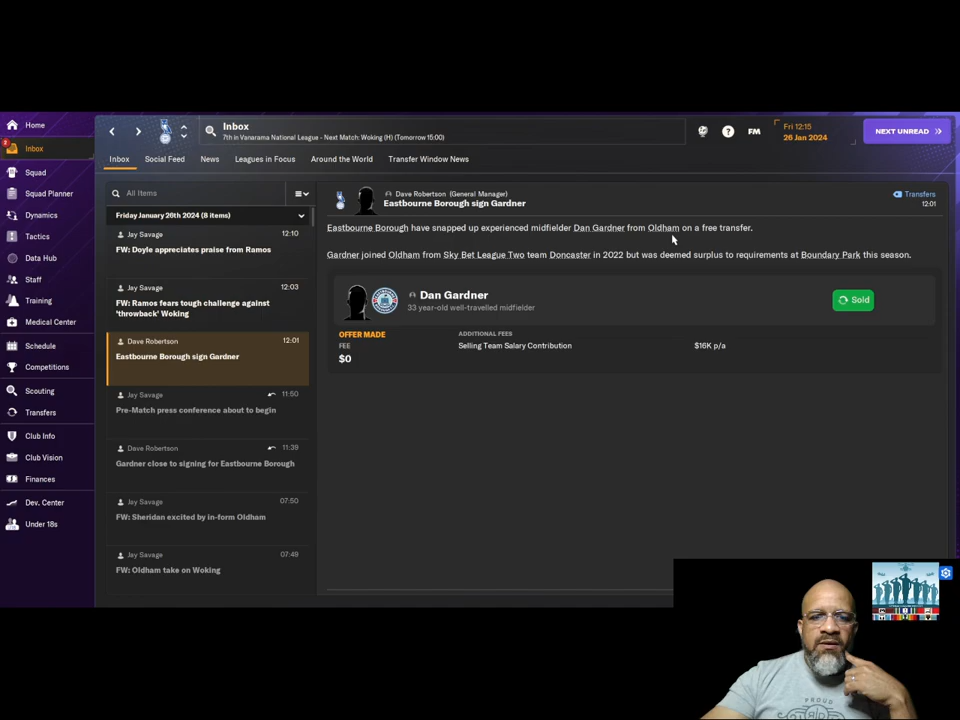 Home
Inbox
7th in Vanarama National League - Next Match: Woking (H) (Tomorrow 15:00)
FM
Fri 12:15
26 Jan 2024
NEXT UNREAD
Inbox
Inbox
Social Feed
News
Leagues in Focus
Around the World
Transfer Window News
Squad
Squad Planner
Dynamics
Tactics
Data Hub
Staff
Training
Medical Center
Schedule
Competitions
Scouting
Transfers
Club Info
Club Vision
Finances
Dev. Center
Under 18s
All Items
Friday January 26th 2024 (8 items)
Jay Savage 12:10
FW: Doyle appreciates praise from Ramos
Jay Savage 12:03
FW: Ramos fears tough challenge against
'throwback' Woking
Dave Robertson 12:01
Eastbourne Borough sign Gardner
Jay Savage 11:50
Pre-Match press conference about to begin
Dave Robertson 11:39
Gardner close to signing for Eastbourne Borough
Jay Savage 07:50
FW: Sheridan excited by in-form Oldham
Jay Savage 07:49
FW: Oldham take on Woking
Dave Robertson (General Manager)
Eastbourne Borough sign Gardner
Transfers
12:01
Eastbourne Borough have snapped up experienced midfielder Dan Gardner from Oldham on a free transfer.
Gardner joined Oldham from Sky Bet League Two team Doncaster in 2022 but was deemed surplus to requirements at Boundary Park this season.
Dan Gardner
33 year-old well-travelled midfielder
Sold
OFFER MADE
FEE
$0
ADDITIONAL FEES
Selling Team Salary Contribution $16K p/a
PROUD